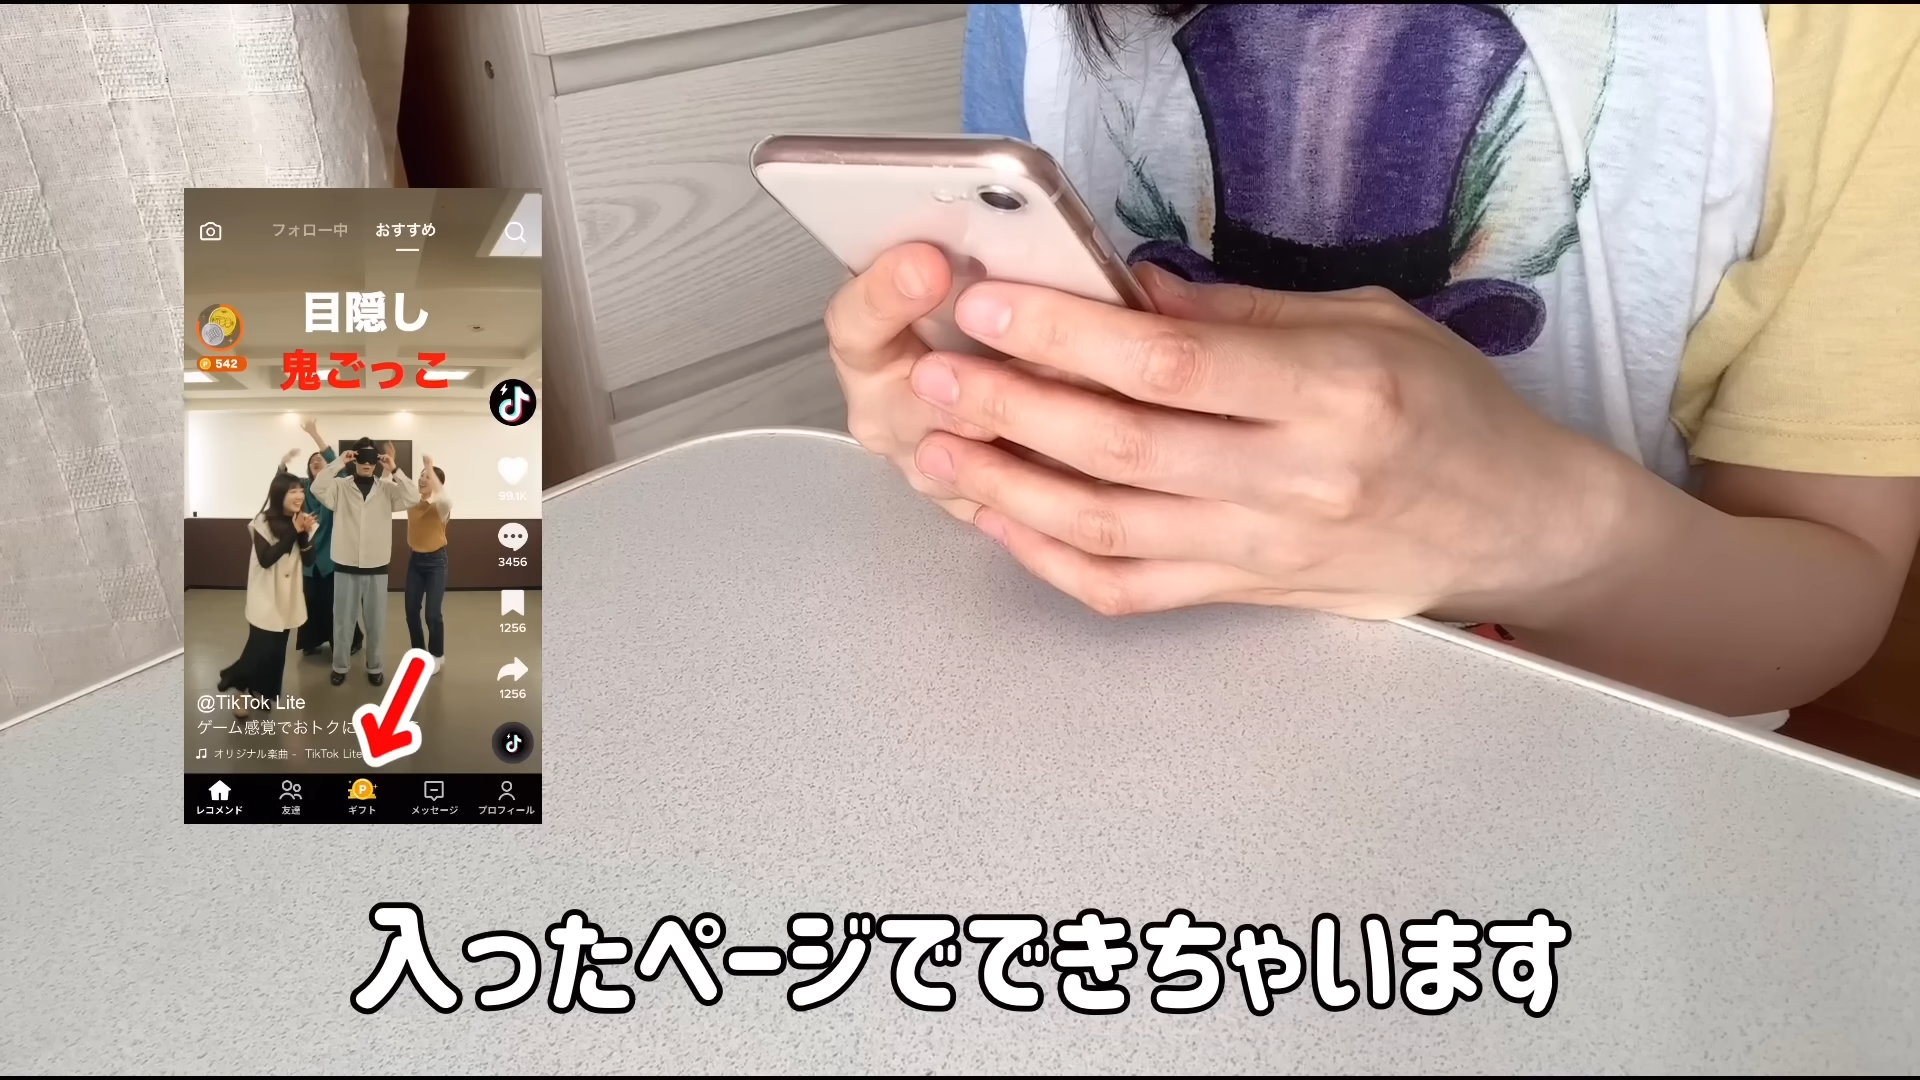 フォロー中 おすすめ
目隠し
鬼ごっこ
542
99.1K
3456
1256
1256
@TikTok Lite
ゲーム感覚でおトクに
オリジナル楽曲 - TikTok Lite
レコメンド 友達 ギフト メッセージ プロフィール
入ったページでできちゃいます